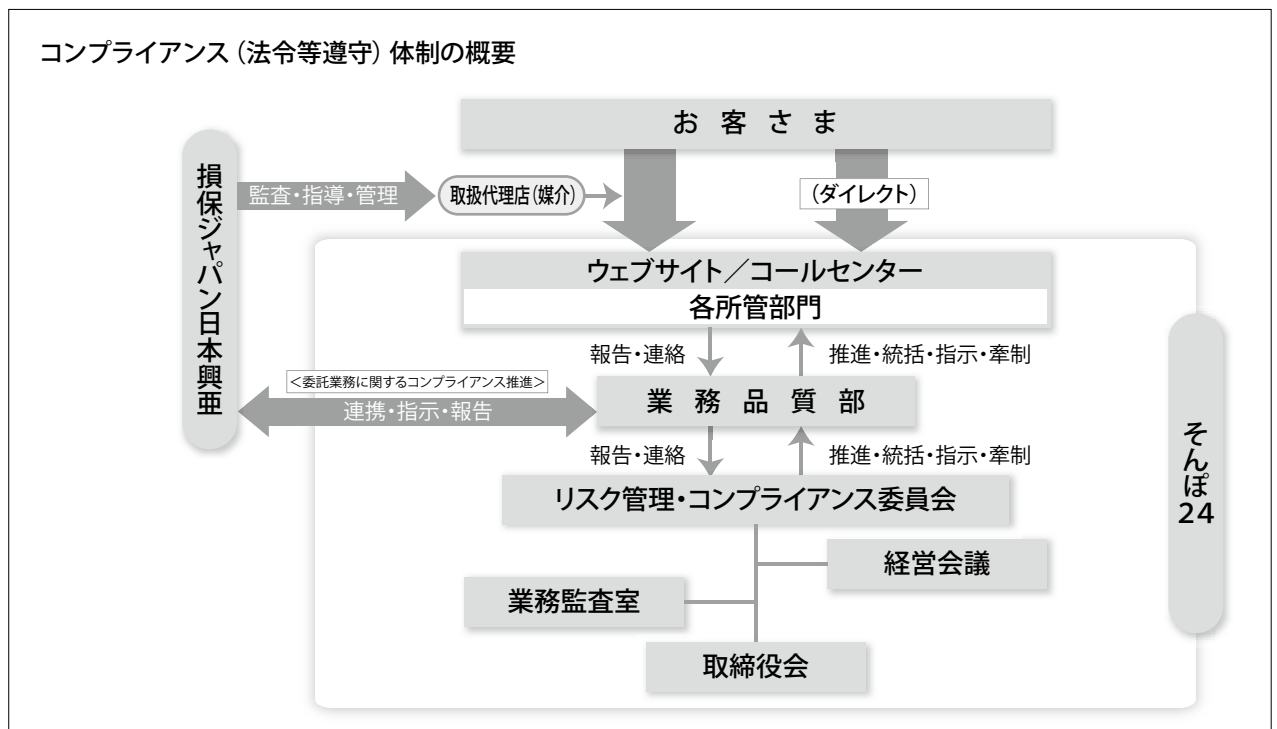 コンプライアンス（法令等遵守）体制の概要
お客さま
損保ジャパン日本興亜
監査・指導・管理
取扱代理店（媒介）
（ダイレクト）
ウェブサイト／コールセンター
各所管部門
報告・連絡
推進・統括・指示・牽制
＜委託業務に関するコンプライアンス推進＞
連携・指示・報告
業務品質部
報告・連絡
推進・統括・指示・牽制
リスク管理・コンプライアンス委員会
経営会議
業務監査室
取締役会
そんぽ24